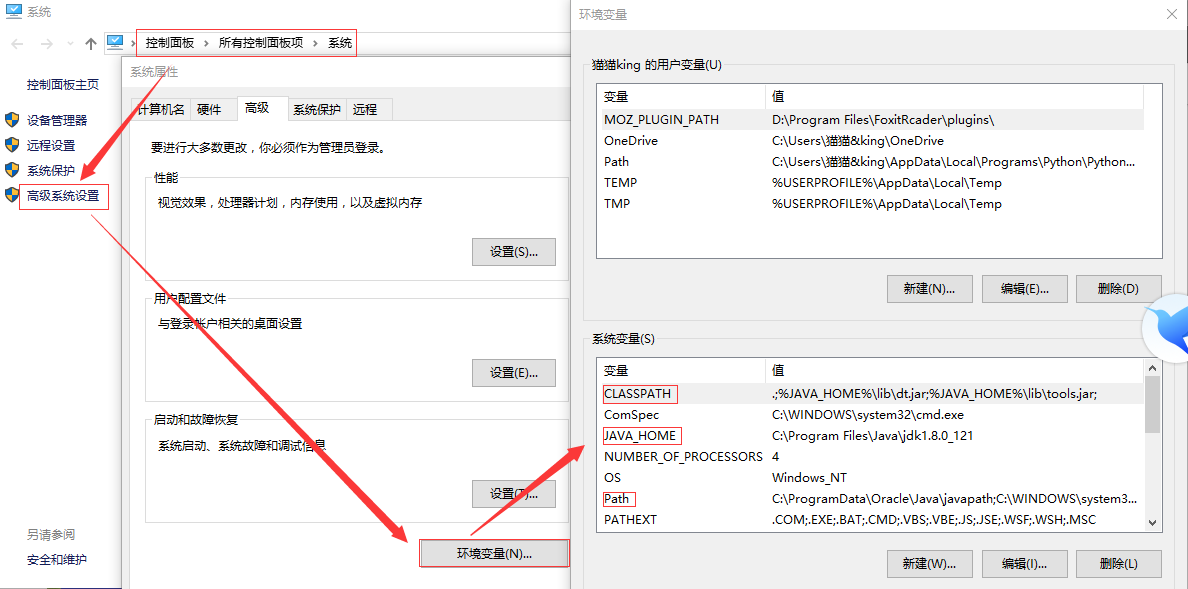 系统
控制面板 › 所有控制面板项 › 系统
控制面板主页
设备管理器
远程设置
系统保护
高级系统设置
另请参阅
安全和维护
系统属性
计算机名 硬件 高级 系统保护 远程
要进行大多数更改，你必须作为管理员登录。
性能
视觉效果，处理器计划，内存使用，以及虚拟内存
设置(S)...
用户配置文件
与登录帐户相关的桌面设置
设置(E)...
启动和故障恢复
系统启动、系统故障和调试信息
设置(T)...
环境变量(N)...
环境变量
猫猫king 的用户变量(U)
变量 值
MOZ_PLUGIN_PATH D:\Program Files\FoxitRcader\plugins\
OneDrive C:\Users\猫猫&king\OneDrive
Path C:\Users\猫猫&king\AppData\Local\Programs\Python\Python...
TEMP %USERPROFILE%\AppData\Local\Temp
TMP %USERPROFILE%\AppData\Local\Temp
新建(N)... 编辑(E)... 删除(D)
系统变量(S)
变量 值
CLASSPATH .;%JAVA_HOME%\lib\dt.jar;%JAVA_HOME%\lib\tools.jar;
ComSpec C:\WINDOWS\system32\cmd.exe
JAVA_HOME C:\Program Files\Java\jdk1.8.0_121
NUMBER_OF_PROCESSORS 4
OS Windows_NT
Path C:\ProgramData\Oracle\Java\javapath;C:\WINDOWS\system3...
PATHEXT .COM;.EXE;.BAT;.CMD;.VBS;.VBE;.JS;.JSE;.WSF;.WSH;.MSC
新建(W)... 编辑(I)... 删除(L)